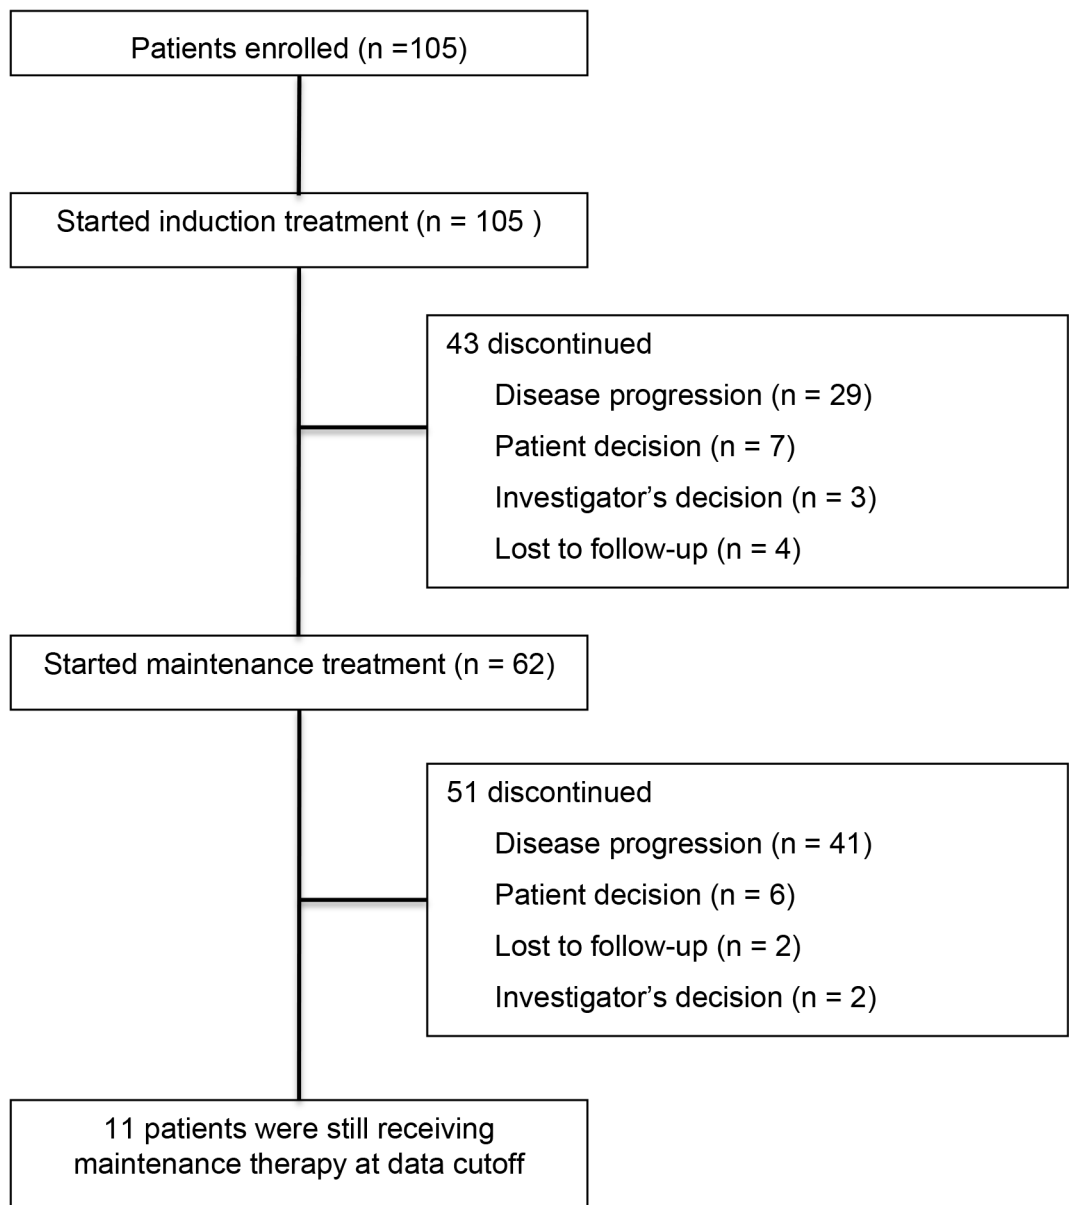 Patients enrolled (n =105)
Started induction treatment (n = 105 )
43 discontinued
Disease progression (n = 29)
Patient decision (n = 7)
Investigator’s decision (n = 3)
Lost to follow-up (n = 4)
Started maintenance treatment (n = 62)
51 discontinued
Disease progression (n = 41)
Patient decision (n = 6)
Lost to follow-up (n = 2)
Investigator’s decision (n = 2)
11 patients were still receiving
maintenance therapy at data cutoff